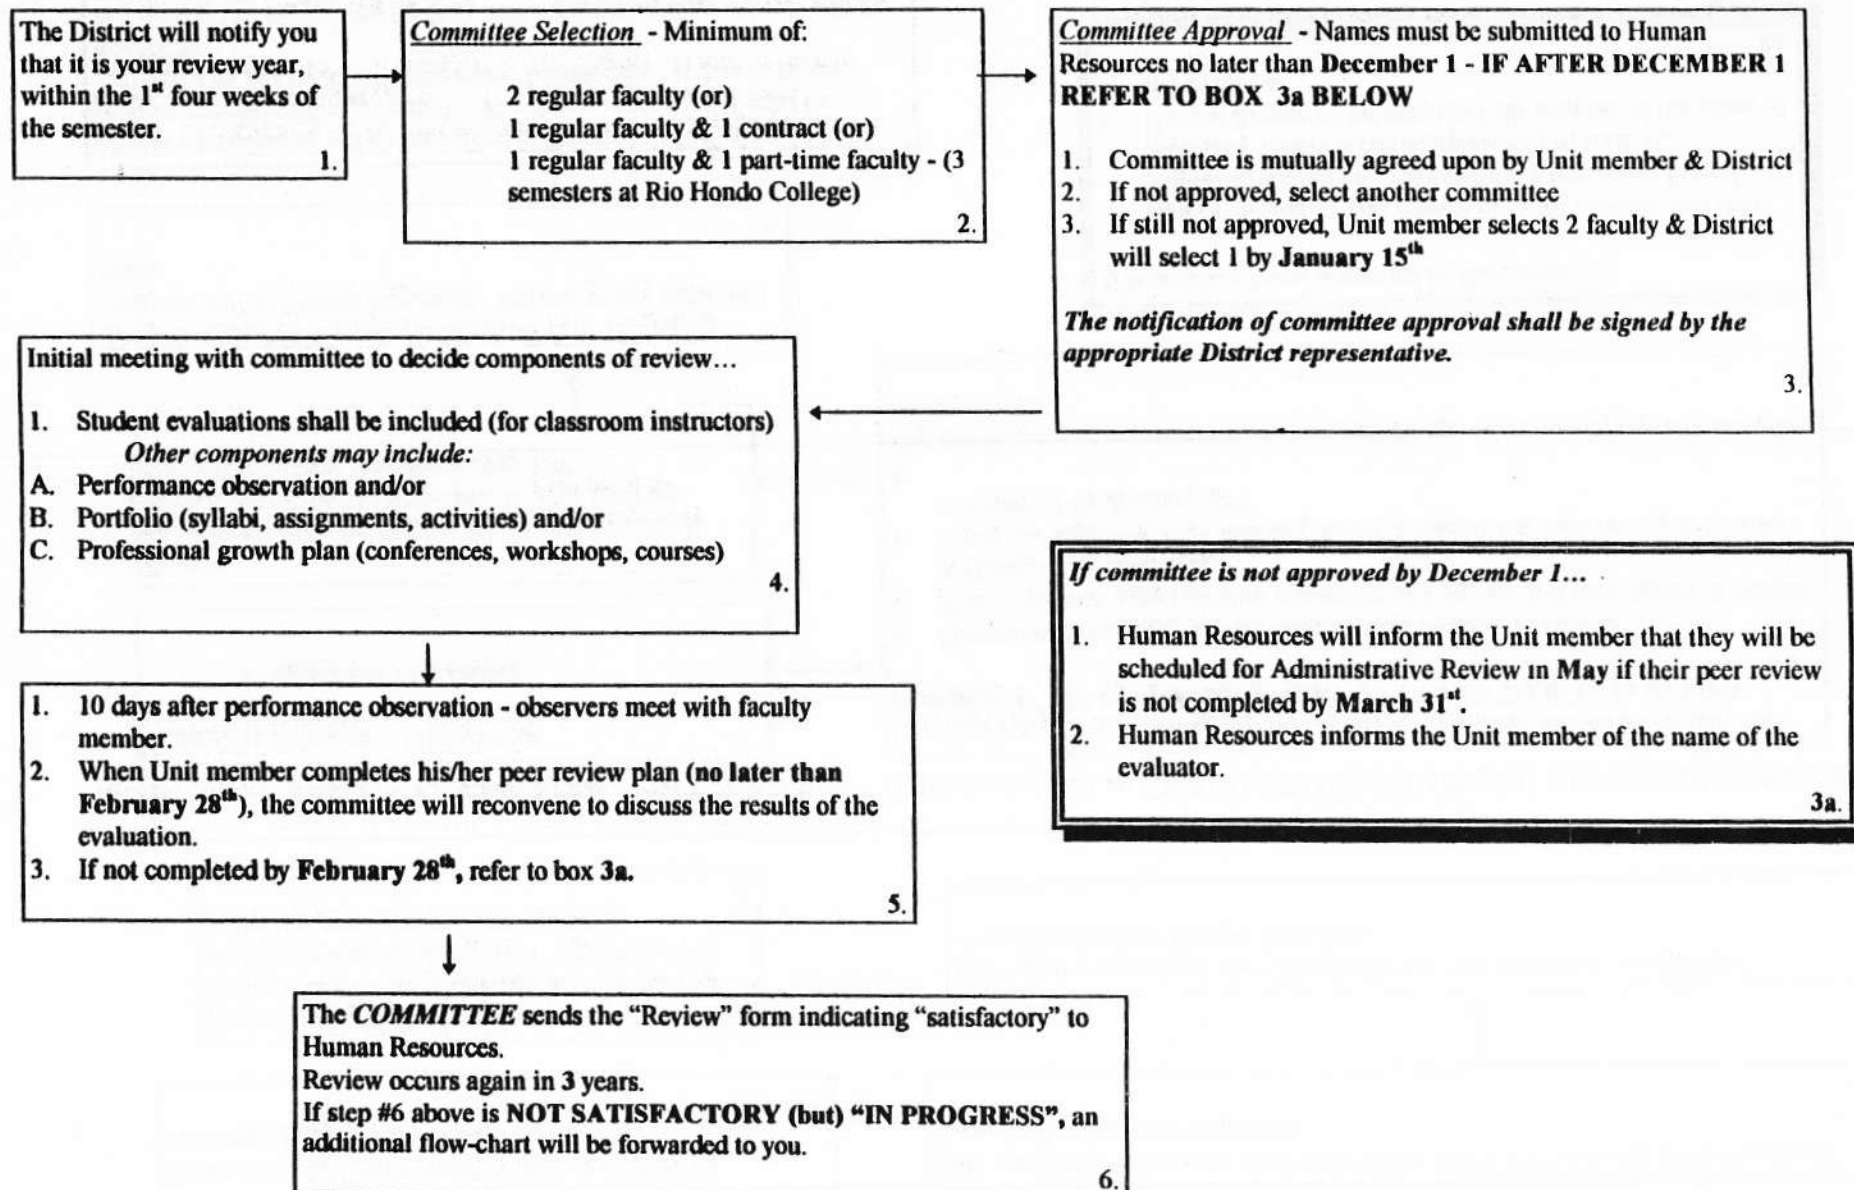 The District will notify you
that it is your review year,
within the 1st four weeks of
the semester.
1.
Committee Selection - Minimum of:
2 regular faculty (or)
1 regular faculty & 1 contract (or)
1 regular faculty & 1 part-time faculty - (3
semesters at Rio Hondo College)
2.
Committee Approval - Names must be submitted to Human
Resources no later than December 1 - IF AFTER DECEMBER 1
REFER TO BOX 3a BELOW
1. Committee is mutually agreed upon by Unit member & District
2. If not approved, select another committee
3. If still not approved, Unit member selects 2 faculty & District
will select 1 by January 15th
The notification of committee approval shall be signed by the
appropriate District representative.
3.
Initial meeting with committee to decide components of review…
1. Student evaluations shall be included (for classroom instructors)
Other components may include:
A. Performance observation and/or
B. Portfolio (syllabi, assignments, activities) and/or
C. Professional growth plan (conferences, workshops, courses)
4.
If committee is not approved by December 1…
1. Human Resources will inform the Unit member that they will be
scheduled for Administrative Review in May if their peer review
is not completed by March 31st.
2. Human Resources informs the Unit member of the name of the
evaluator.
3a.
1. 10 days after performance observation - observers meet with faculty
member.
2. When Unit member completes his/her peer review plan (no later than
February 28th), the committee will reconvene to discuss the results of the
evaluation.
3. If not completed by February 28th, refer to box 3a.
5.
The COMMITTEE sends the “Review” form indicating “satisfactory” to
Human Resources.
Review occurs again in 3 years.
If step #6 above is NOT SATISFACTORY (but) “IN PROGRESS”, an
additional flow-chart will be forwarded to you.
6.